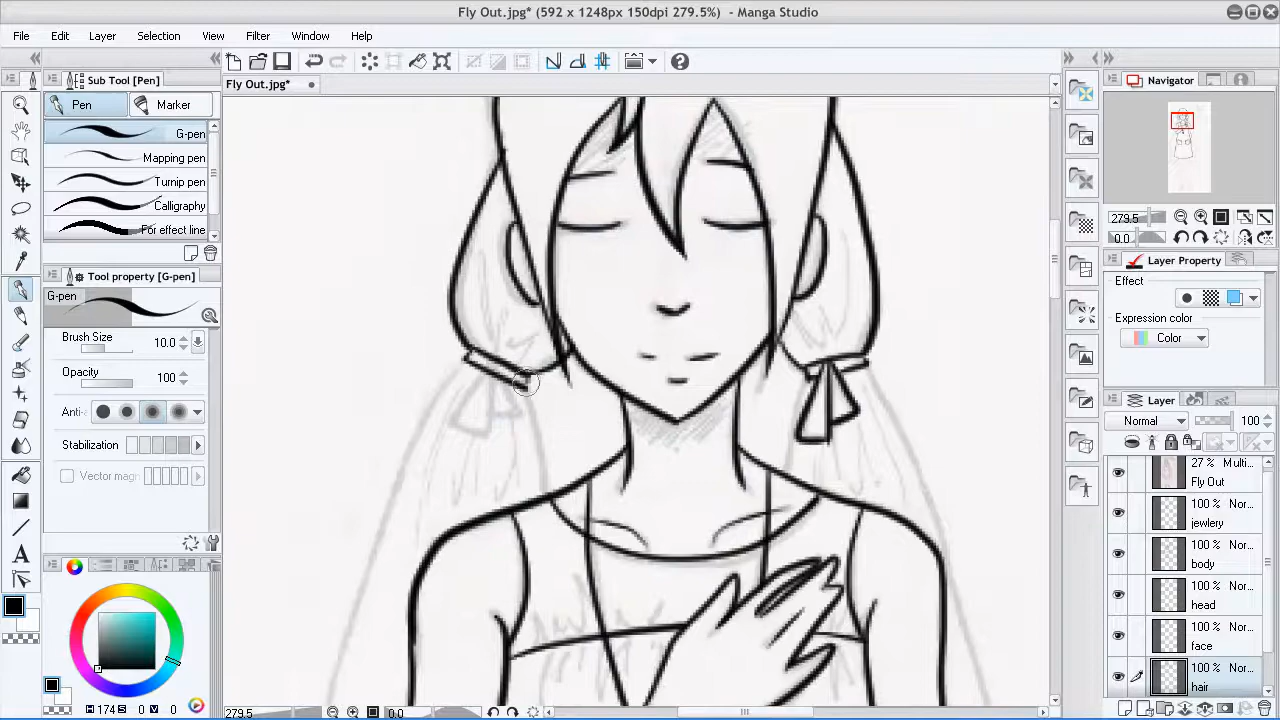 Fly Out.jpg* (592 x 1248px 150dpi 279.5%) - Manga Studio
File Edit Layer Selection View Filter Window Help
Sub Tool [Pen]
Fly Out.jpg*
Navigator
Pen Marker
G-pen
Mapping pen
Turnip pen
Calligraphy
For effect line
279.5
0.0
Tool property [G-pen]
G-pen
Layer Property
Effect
Expression color
Color
Brush Size 10.0
Opacity 100
Anti-
Stabilization
Vector magn
Layer
Normal 100
27 % Multi...
Fly Out
100 % Nor...
jewlery
100 % Nor...
body
100 % Nor...
head
100 % Nor...
face
100 % Nor...
hair
A
174 S 0 V 0
279.5 0.0